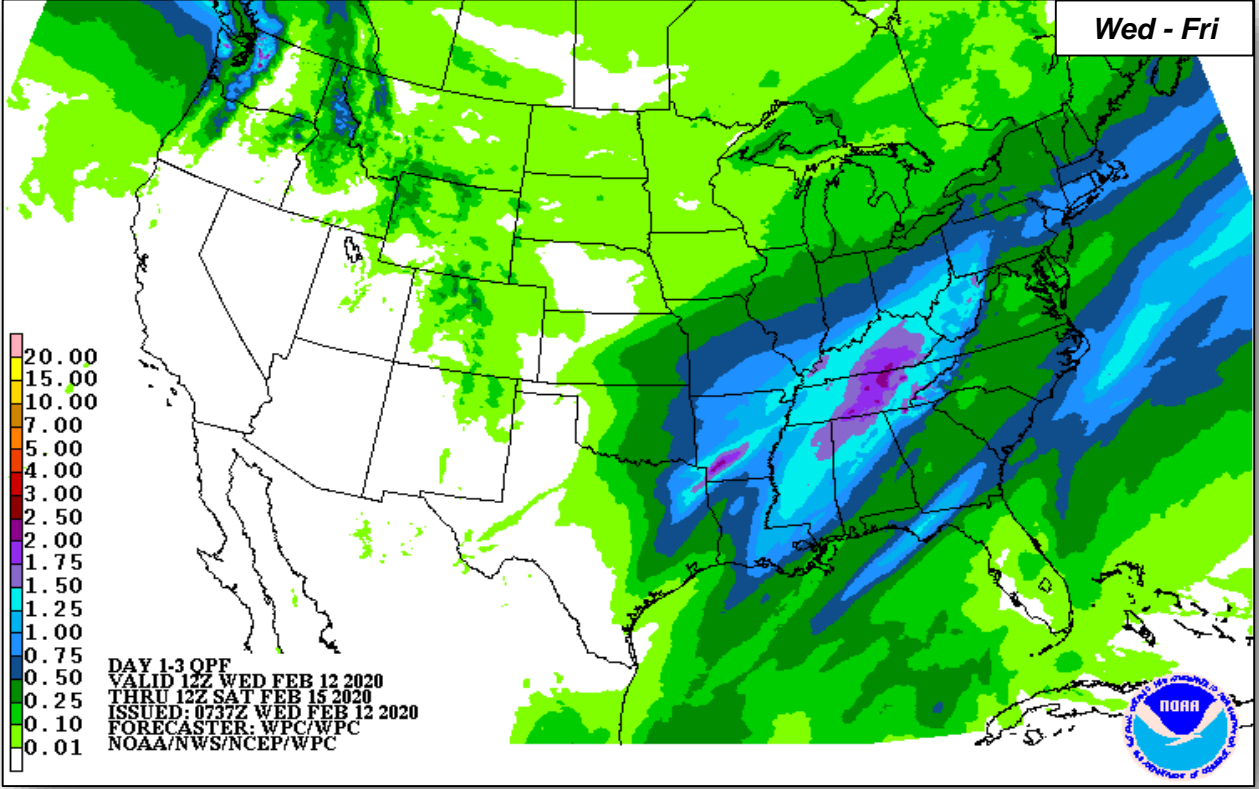 Wed - Fri
20.00
15.00
10.00
7.00
5.00
4.00
3.00
2.50
2.00
1.75
1.50
1.25
1.00
0.75
0.50
0.25
0.10
0.01
DAY 1-3 QPF
VALID 12Z WED FEB 12 2020
THRU 12Z SAT FEB 15 2020
ISSUED: 0737Z WED FEB 12 2020
FORECASTER: WPC/WPC
NOAA/NWS/NCEP/WPC
NOAA